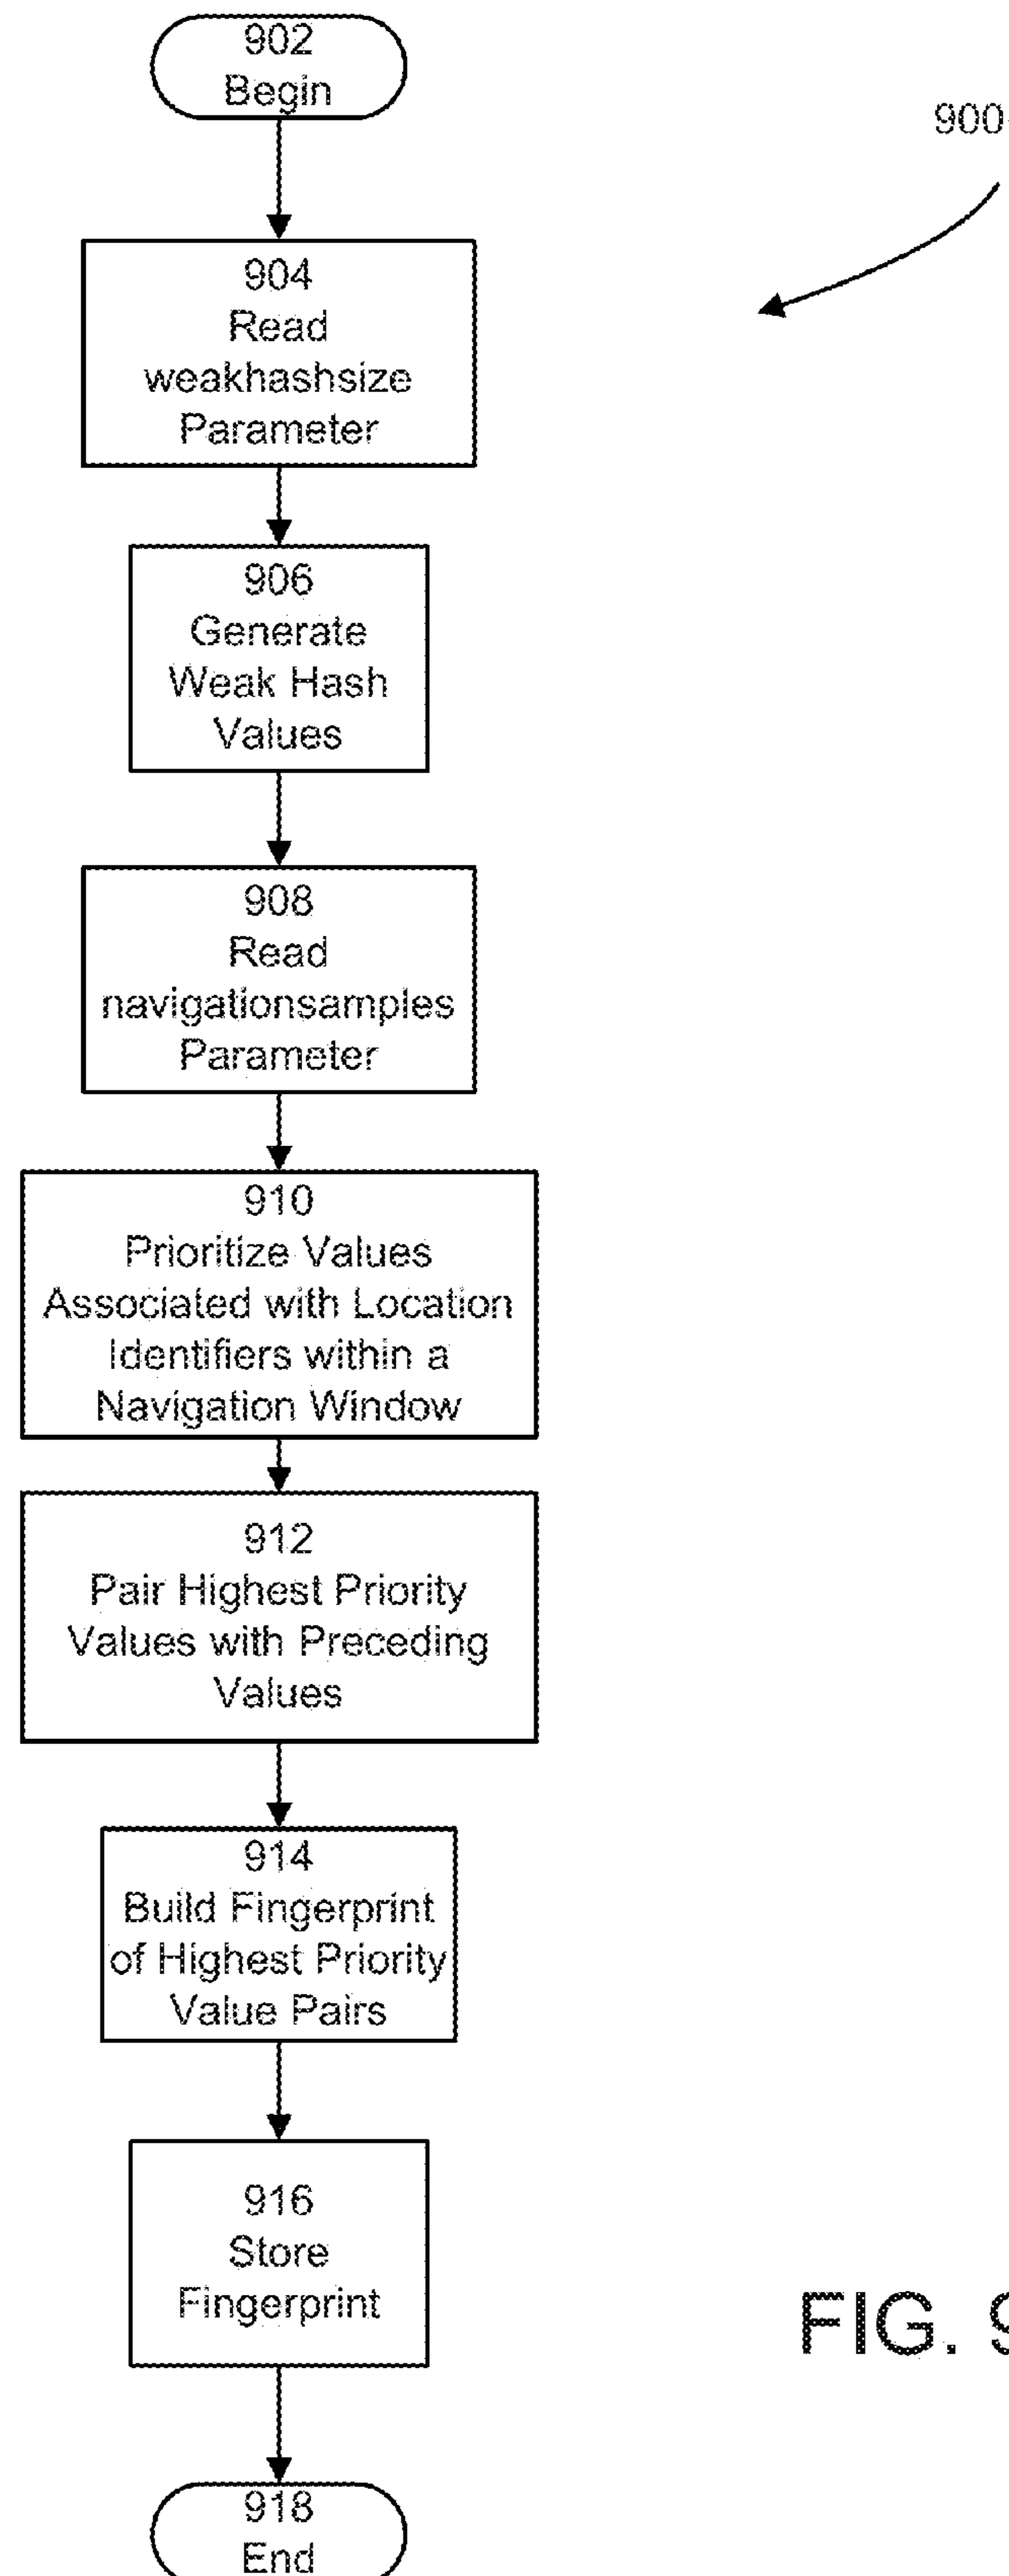 902
Begin
900
904
Read
weakhashsize
Parameter
906
Generate
Weak Hash
Values
908
Read
navigationsamples
Parameter
910
Prioritize Values
Associated with Location
Identifiers within a
Navigation Window
912
Pair Highest Priority
Values with Preceding
Values
914
Build Fingerprint
of Highest Priority
Value Pairs
916
Store
Fingerprint
FIG. 9
918
End